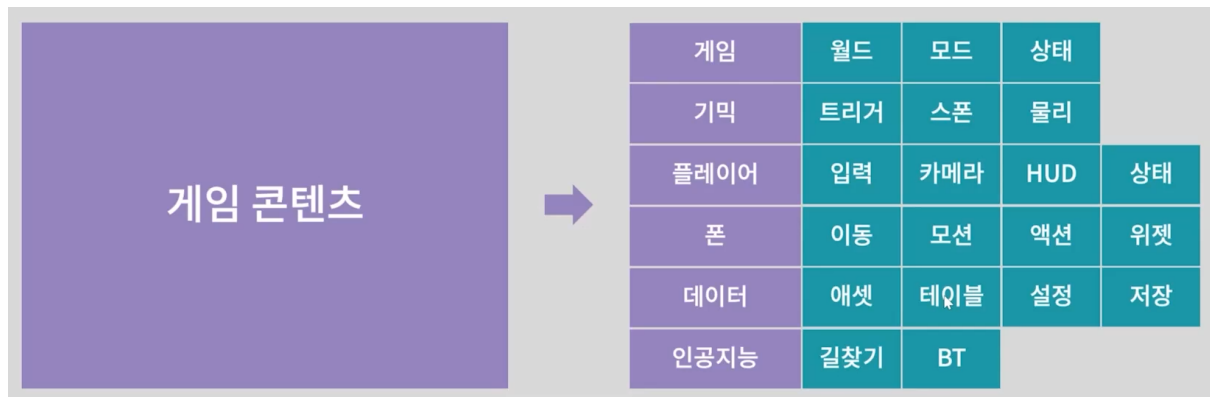 게임 콘텐츠
게임 월드 모드 상태
기믹 트리거 스폰 물리
플레이어 입력 카메라 HUD 상태
폰 이동 모션 액션 위젯
데이터 애셋 테이블 설정 저장
인공지능 길찾기 BT